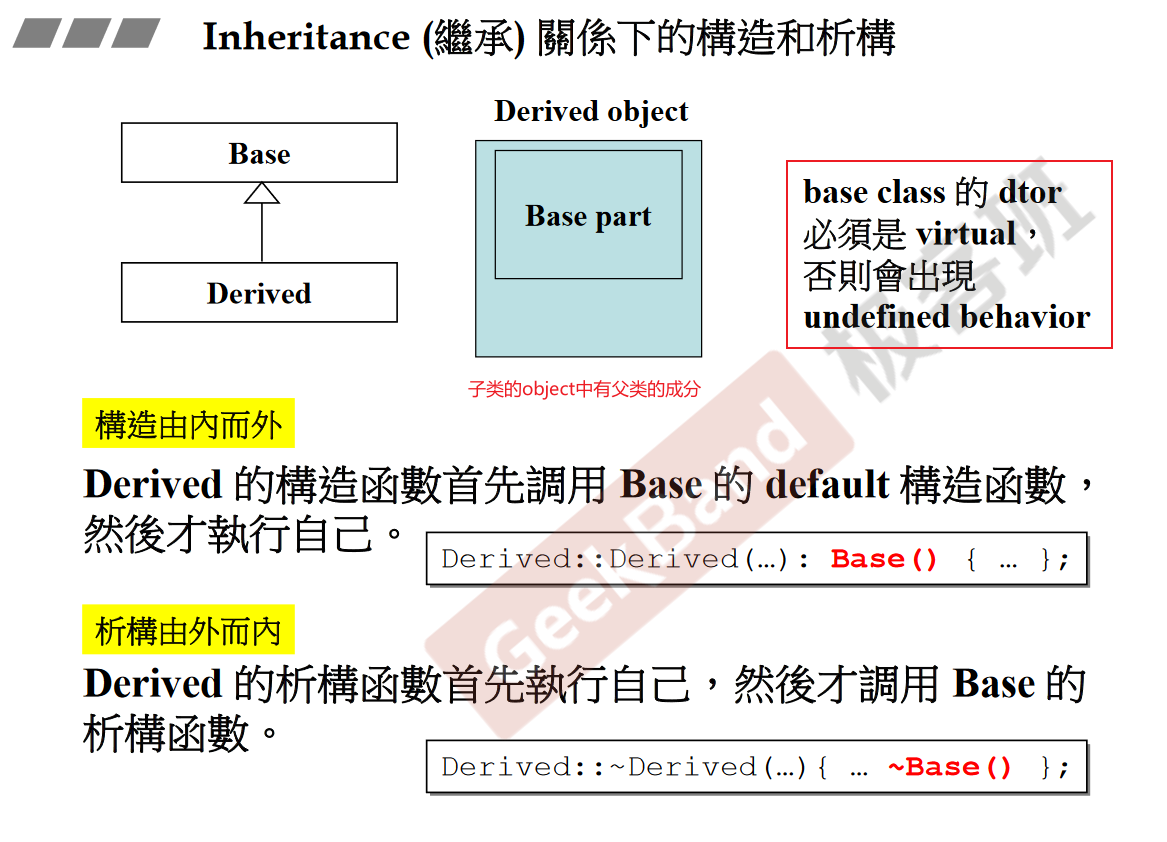 Inheritance (繼承) 關係下的構造和析構
Derived object
Base
Base part
Derived
base class 的 dtor
必須是 virtual，
否則會出現
undefined behavior
子类的object中有父类的成分
構造由內而外
Derived 的構造函數首先調用 Base 的 default 構造函數，
然後才執行自己。
Derived::Derived(…): Base() { … };
析構由外而內
Derived 的析構函數首先執行自己，然後才調用 Base 的
析構函數。
Derived::~Derived(…){ … ~Base() };
GeekBand
极客班